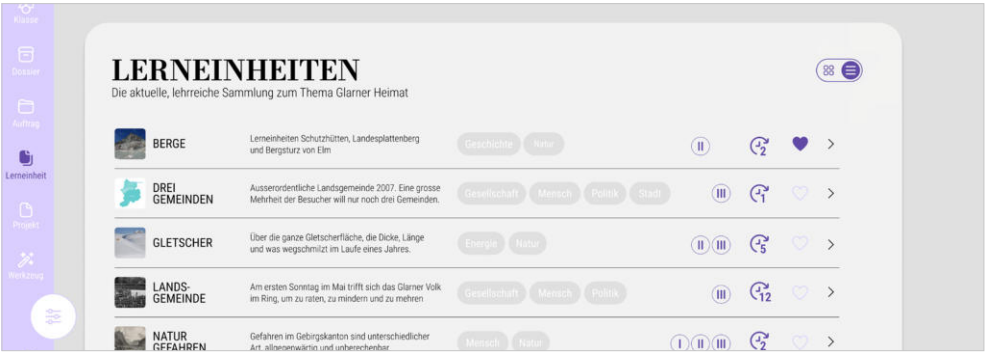 Klasse
Dossier
Auftrag
Lerneinheit
Projekt
Werkzeug
LERNEINHEITEN
Die aktuelle, lehrreiche Sammlung zum Thema Glarner Heimat
BERGE
Lerneinheiten Schutzhütten, Landesplattenberg
und Bergsturz von Elm
Geschichte Natur
II 2
DREI
GEMEINDEN
Ausserordentliche Landsgemeinde 2007. Eine grosse
Mehrheit der Besucher will nur noch drei Gemeinden.
Gesellschaft Mensch Politik Stadt
III 1
GLETSCHER
Über die ganze Gletscherfläche, die Dicke, Länge
und was wegschmilzt im Laufe eines Jahres.
Energie Natur
II III 5
LANDS-
GEMEINDE
Am ersten Sonntag im Mai trifft sich das Glarner Volk
im Ring, um zu raten, zu mindern und zu mehren
Gesellschaft Mensch Politik
III 12
NATUR
GEFAHREN
Gefahren im Gebirgskanton sind unterschiedlicher
Art, allgegenwärtig und unberechenbar
Mensch Natur
I II III 2